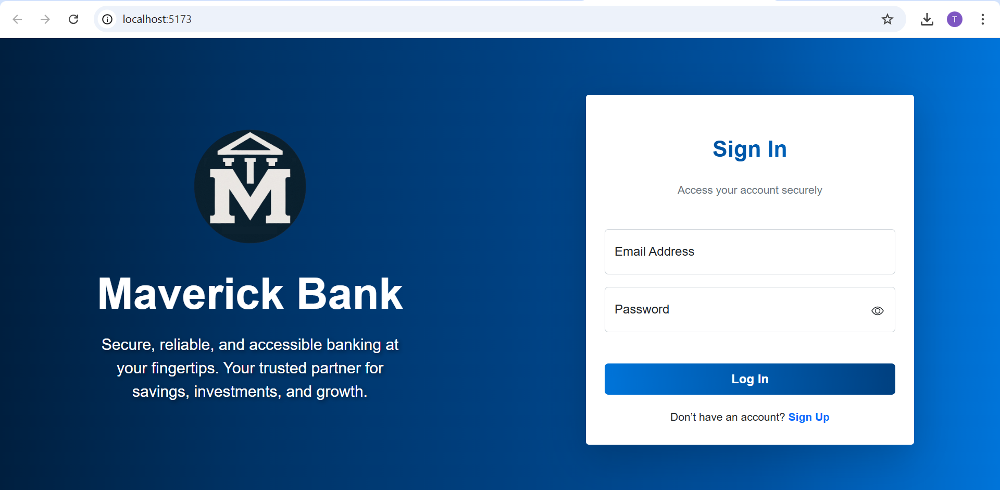 localhost:5173
T
M
Maverick Bank
Secure, reliable, and accessible banking at
your fingertips. Your trusted partner for
savings, investments, and growth.
Sign In
Access your account securely
Email Address
Password
Log In
Don’t have an account? Sign Up